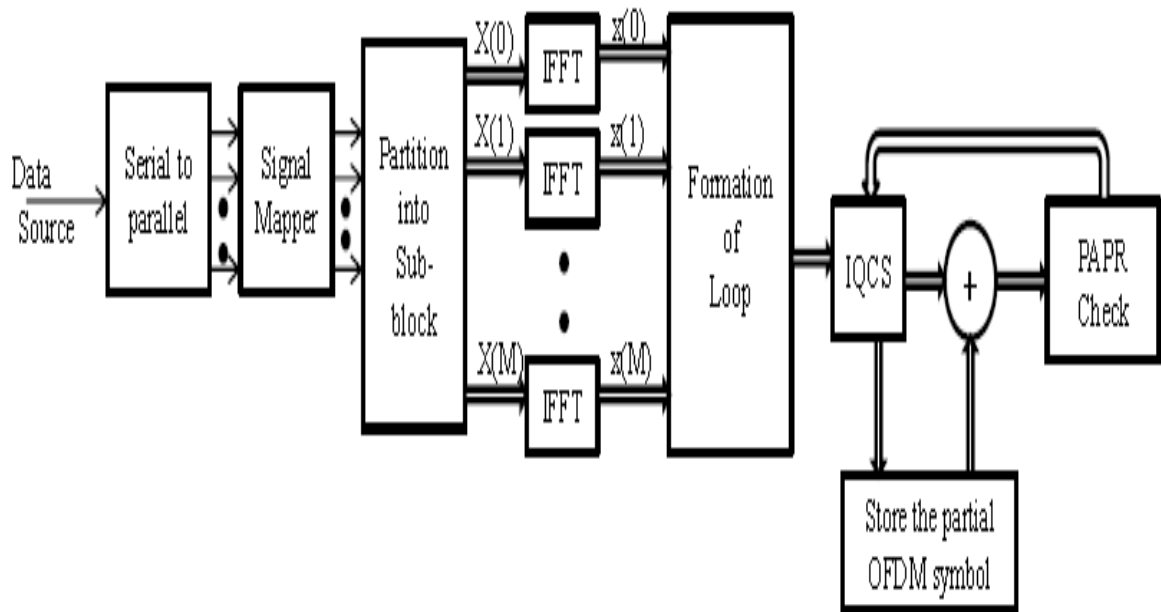 Data
Source
Serial to
parallel
Signal
Mapper
Partition
into
Sub-
block
X(0)
IFFT
x(0)
X(1)
IFFT
x(1)
X(M)
IFFT
x(M)
Formation
of
Loop
IQCS
+
PAPR
Check
Store the partial
OFDM symbol